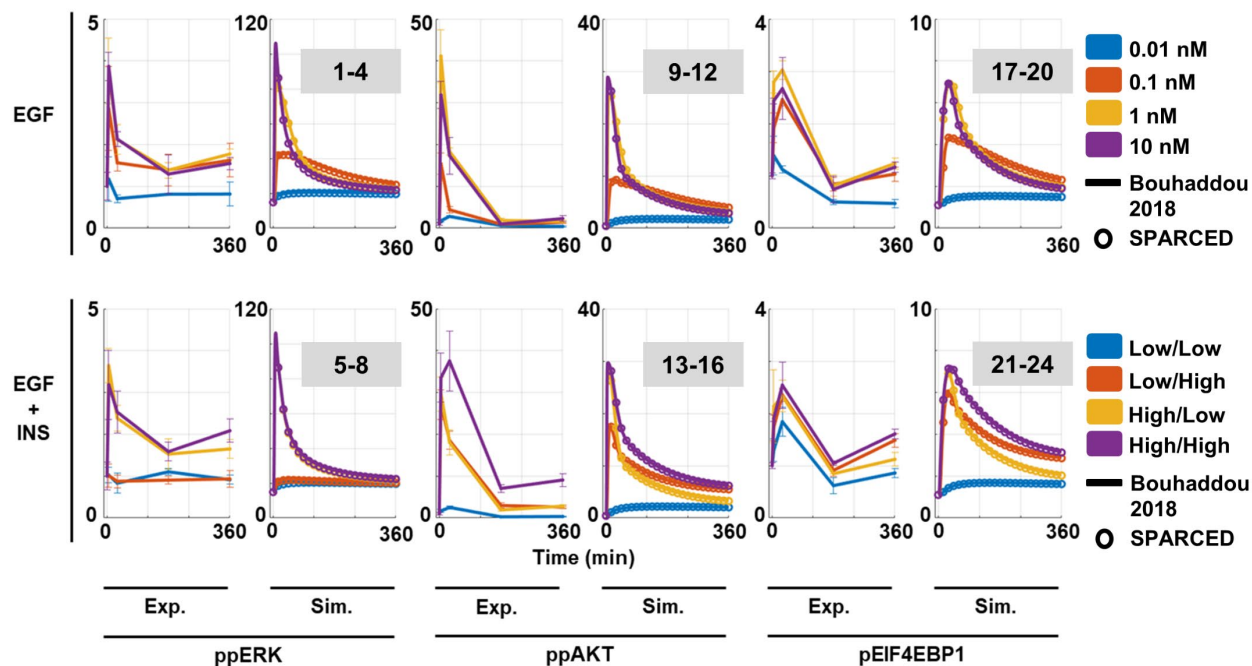 5
120
50
40
4
10
EGF
1-4
9-12
17-20
0.01 nM
0.1 nM
1 nM
10 nM
Bouhaddou
2018
SPARCED
0
0
0
0
0
0
0 360
0 360
0 360
0 360
0 360
0 360
5
120
50
40
4
10
EGF
+
INS
5-8
13-16
21-24
Low/Low
Low/High
High/Low
High/High
Bouhaddou
2018
SPARCED
0
0
0
0
0
0
0 360
0 360
0 360
0 360
0 360
0 360
Time (min)
Exp. Sim. Exp. Sim. Exp. Sim.
ppERK ppAKT pEIF4EBP1